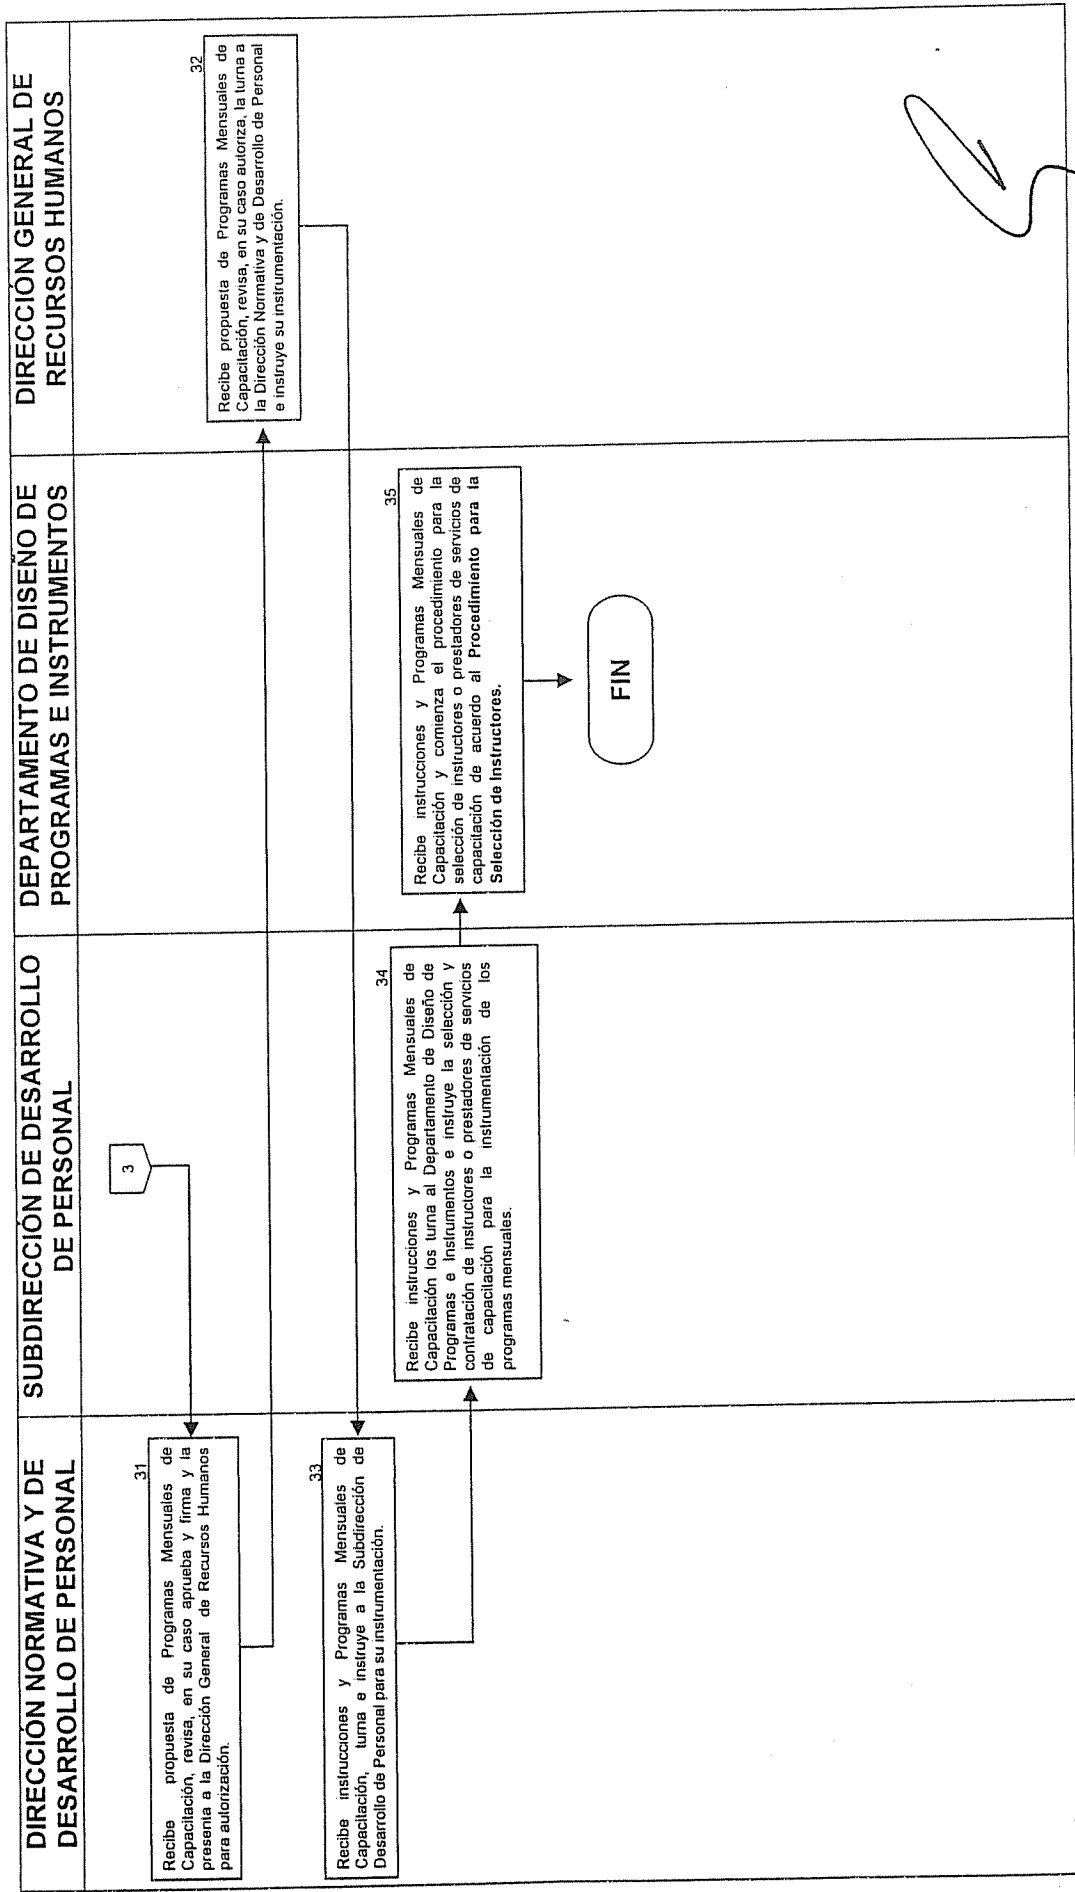 DIRECCIÓN NORMATIVA Y DE
DESARROLLO DE PERSONAL
SUBDIRECCIÓN DE DESARROLLO
DE PERSONAL
DEPARTAMENTO DE DISEÑO DE
PROGRAMAS E INSTRUMENTOS
DIRECCIÓN GENERAL DE
RECURSOS HUMANOS
3
31
Recibe propuesta de Programas Mensuales de
Capacitación, revisa, en su caso aprueba y firma y la
presenta a la Dirección General de Recursos Humanos
para autorización.
32
Recibe propuesta de Programas Mensuales de
Capacitación, revisa, en su caso autoriza, la turna a
la Dirección Normativa y de Desarrollo de Personal
e instruye su instrumentación.
33
Recibe instrucciones y Programas Mensuales de
Capacitación, turna e instruye a la Subdirección de
Desarrollo de Personal para su instrumentación.
34
Recibe instrucciones y Programas Mensuales de
Capacitación los turna al Departamento de Diseño de
Programas e Instrumentos e instruye la selección y
contratación de instructores o prestadores de servicios
de capacitación para la instrumentación de los
programas mensuales.
35
Recibe instrucciones y Programas Mensuales de
Capacitación y comienza el procedimiento para la
selección de instructores o prestadores de servicios de
capacitación de acuerdo al Procedimiento para la
Selección de Instructores.
FIN